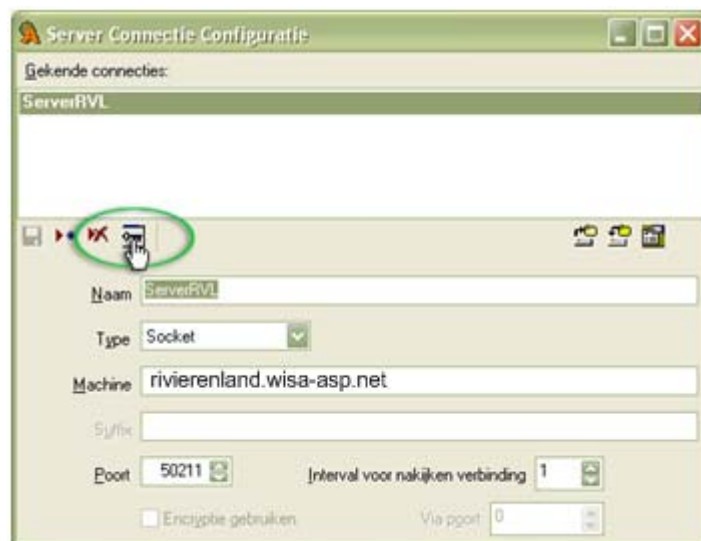 Server Connectie Configuratie
Gekende connecties:
ServerRVL
Naam ServerRVL
Type Socket
Machine rivierenland.wisa-asp.net
Suffix
Poort 50211 Interval voor nakijken verbinding 1
Encryptie gebruiken Via poort 0